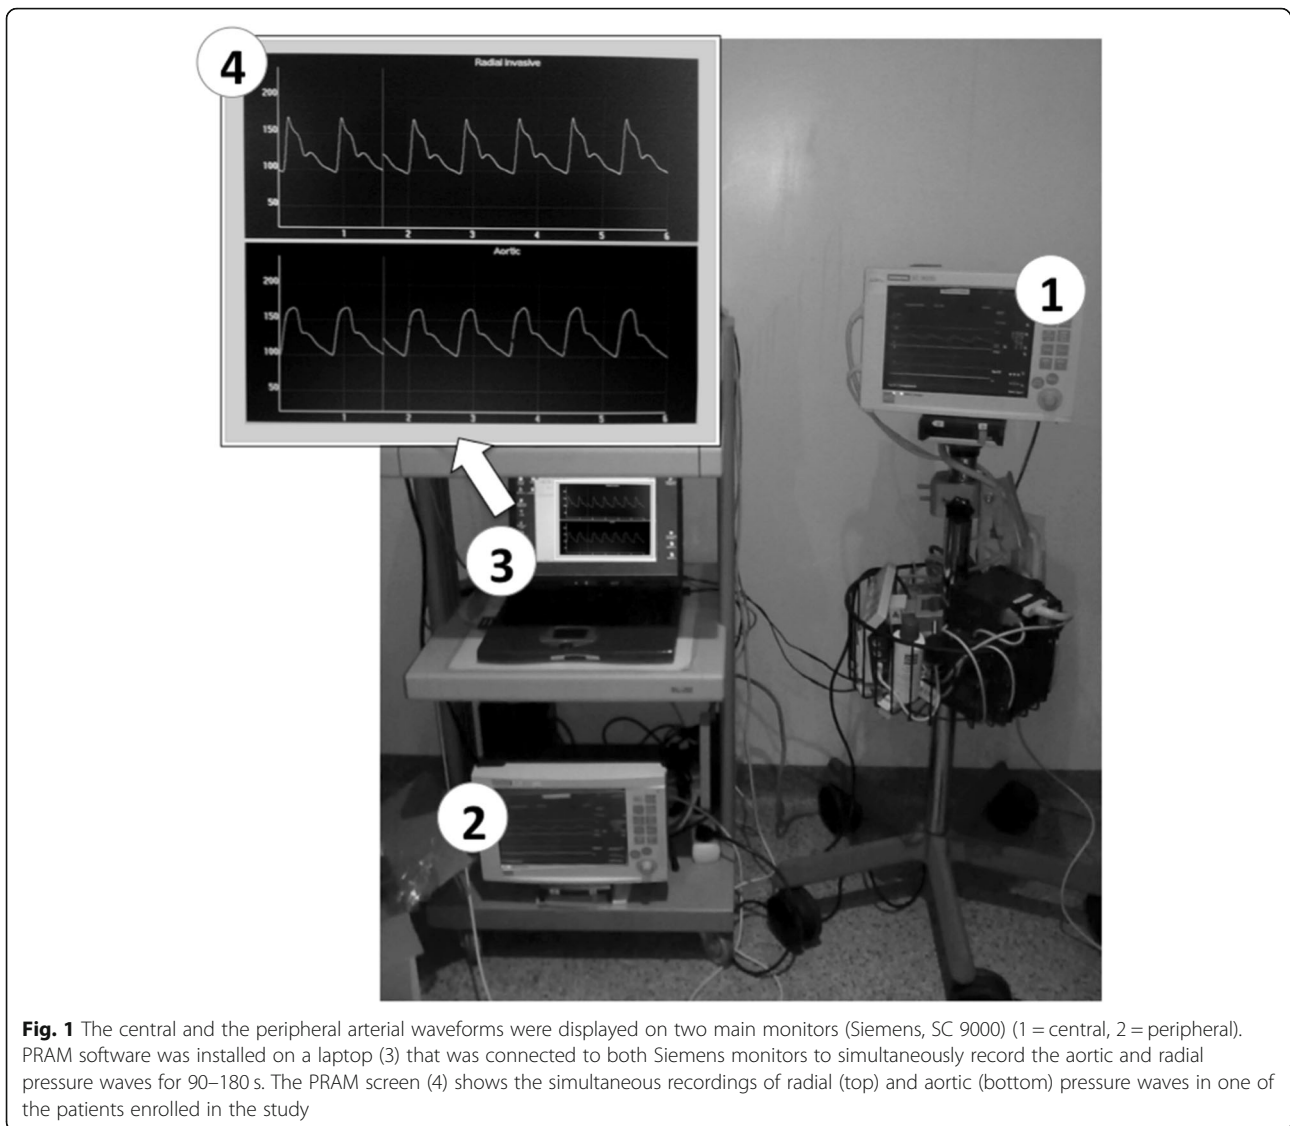 4
Radial invasive
200
150
100
50
1 2 3 4 5 6
Aortic
200
150
100
50
1 2 3 4 5 6
1
SC 9000
3
2
Fig. 1 The central and the peripheral arterial waveforms were displayed on two main monitors (Siemens, SC 9000) (1 = central, 2 = peripheral).
PRAM software was installed on a laptop (3) that was connected to both Siemens monitors to simultaneously record the aortic and radial
pressure waves for 90–180 s. The PRAM screen (4) shows the simultaneous recordings of radial (top) and aortic (bottom) pressure waves in one of
the patients enrolled in the study